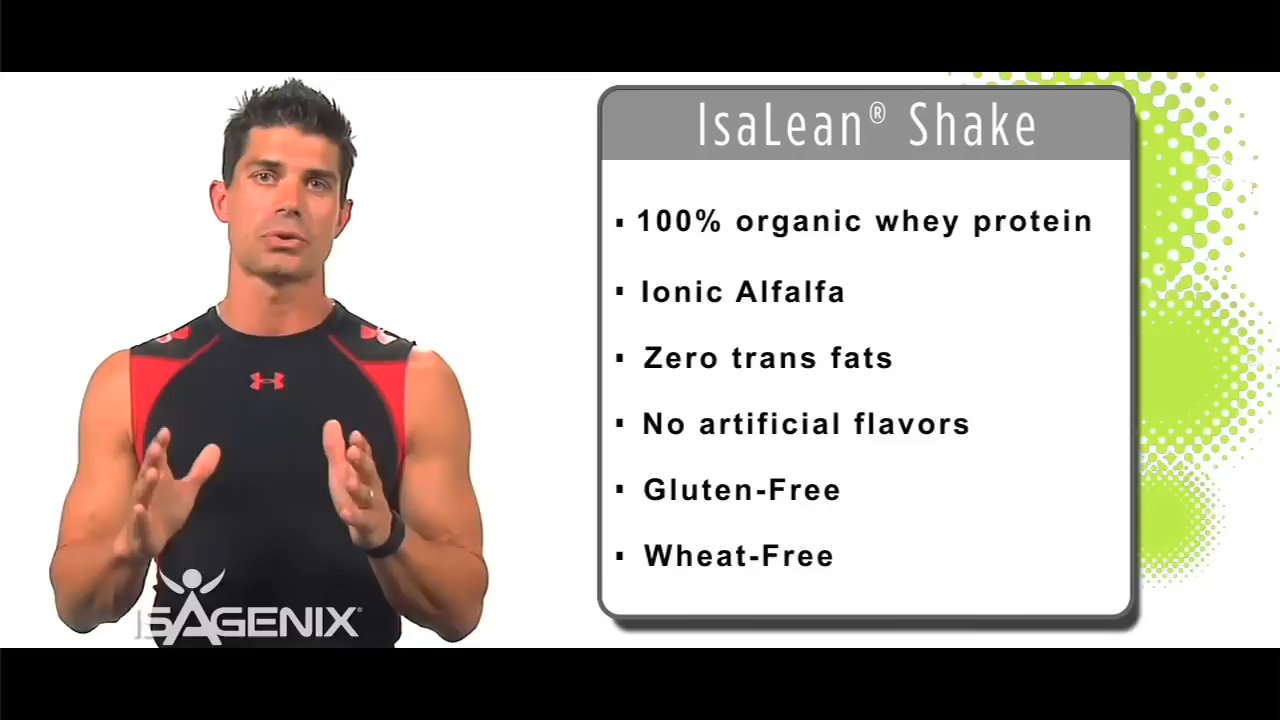 IsaLean® Shake
▪ 100% organic whey protein
▪ Ionic Alfalfa
▪ Zero trans fats
▪ No artificial flavors
▪ Gluten-Free
▪ Wheat-Free
ISAGENIX®